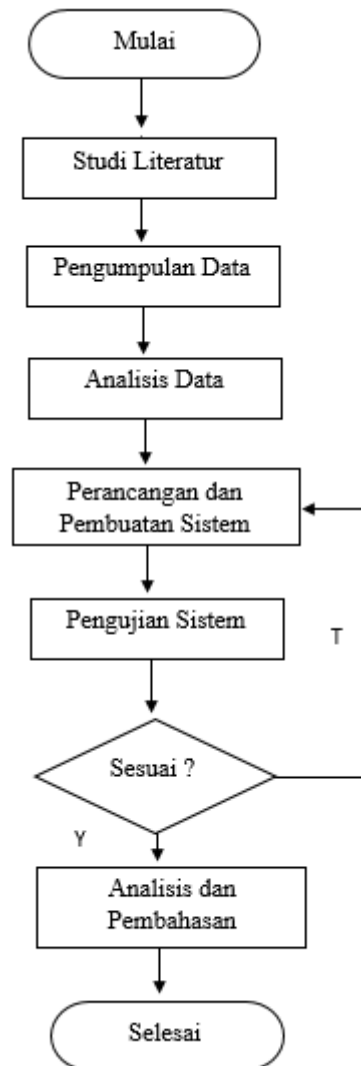 Mulai
Studi Literatur
Pengumpulan Data
Analisis Data
Perancangan dan
Pembuatan Sistem
Pengujian Sistem
T
Sesuai ?
Y
Analisis dan
Pembahasan
Selesai